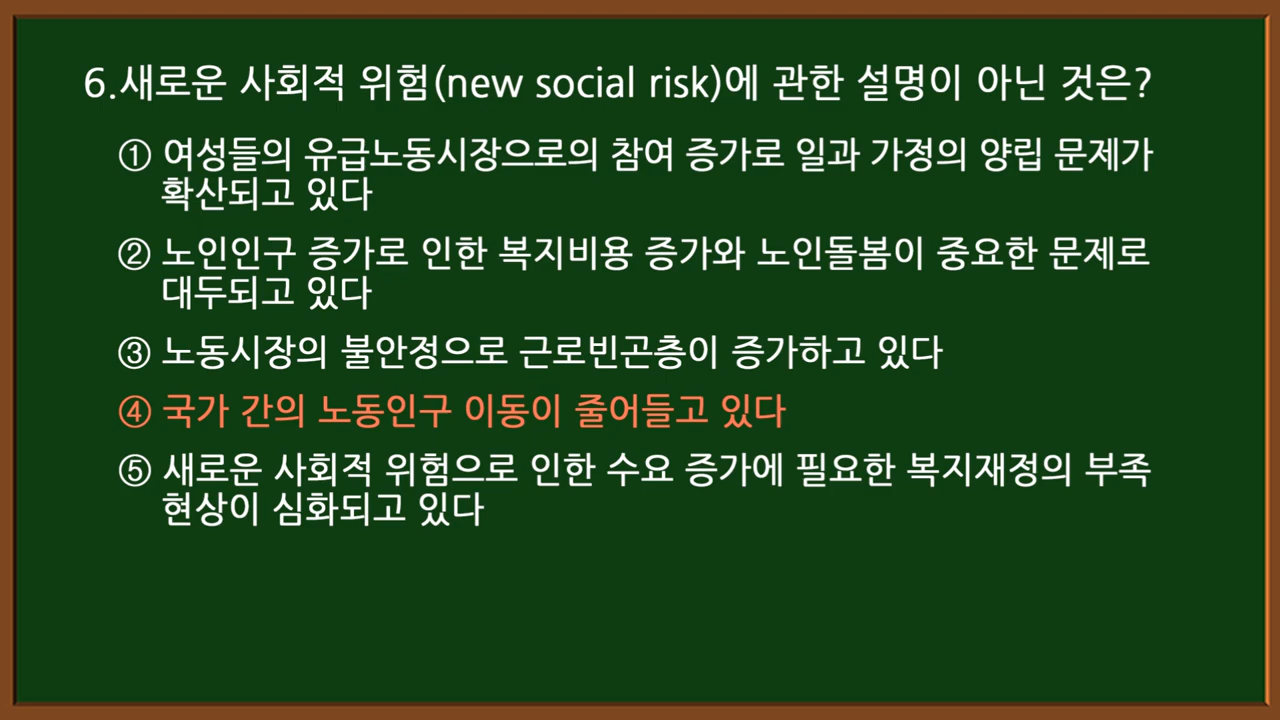 6.새로운 사회적 위험(new social risk)에 관한 설명이 아닌 것은?
① 여성들의 유급노동시장으로의 참여 증가로 일과 가정의 양립 문제가
확산되고 있다
② 노인인구 증가로 인한 복지비용 증가와 노인돌봄이 중요한 문제로
대두되고 있다
③ 노동시장의 불안정으로 근로빈곤층이 증가하고 있다
④ 국가 간의 노동인구 이동이 줄어들고 있다
⑤ 새로운 사회적 위험으로 인한 수요 증가에 필요한 복지재정의 부족
현상이 심화되고 있다